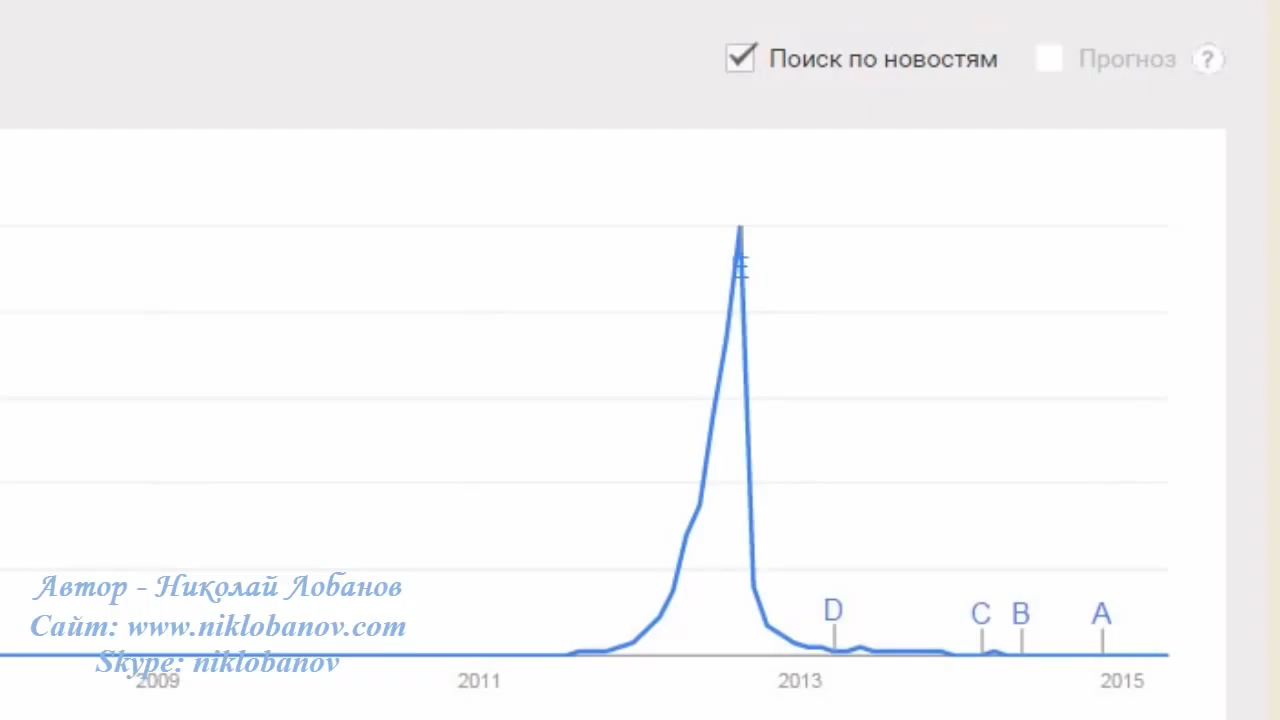 Поиск по новостям Прогноз ?
E
D C B A
Автор - Николай Лобанов
Сайт: www.niklobanov.com
Skype: niklobanov
2009 2011 2013 2015